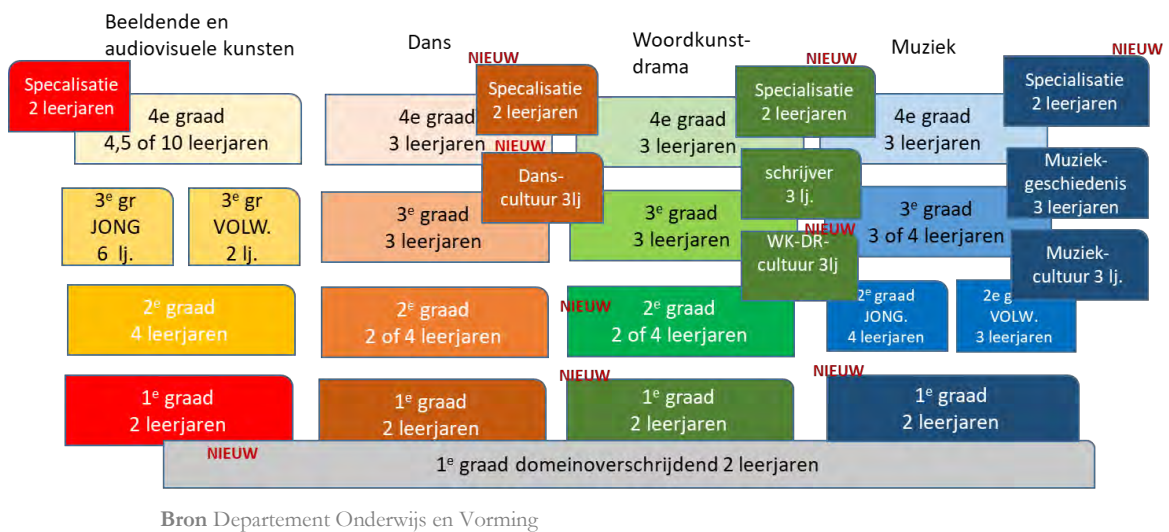 Beeldende en
audiovisuele kunsten
Dans
Woordkunst-
drama
Muziek
NIEUW
NIEUW
NIEUW
Specalisatie
2 leerjaren
Specalisatie
2 leerjaren
Specialisatie
2 leerjaren
Specialisatie
2 leerjaren
4e graad
4,5 of 10 leerjaren
4e graad
3 leerjaren
4e graad
3 leerjaren
4e graad
3 leerjaren
NIEUW
Dans-
cultuur 3lj
schrijver
3 lj.
Muziek-
geschiedenis
3 leerjaren
3e gr
JONG
6 lj.
3e gr
VOLW.
2 lj.
3e graad
3 leerjaren
3e graad
3 leerjaren
3e graad
3 of 4 leerjaren
NIEUW
WK-DR-
cultuur 3lj
Muziek-
cultuur 3 lj.
2e graad
4 leerjaren
2e graad
2 of 4 leerjaren
NIEUW
2e graad
2 of 4 leerjaren
2e graad
JONG.
4 leerjaren
2e g
VOLW.
3 leerjaren
1e graad
2 leerjaren
1e graad
2 leerjaren
NIEUW
1e graad
2 leerjaren
NIEUW
1e graad
2 leerjaren
NIEUW
1e graad domeinoverschrijdend 2 leerjaren
Bron Departement Onderwijs en Vorming